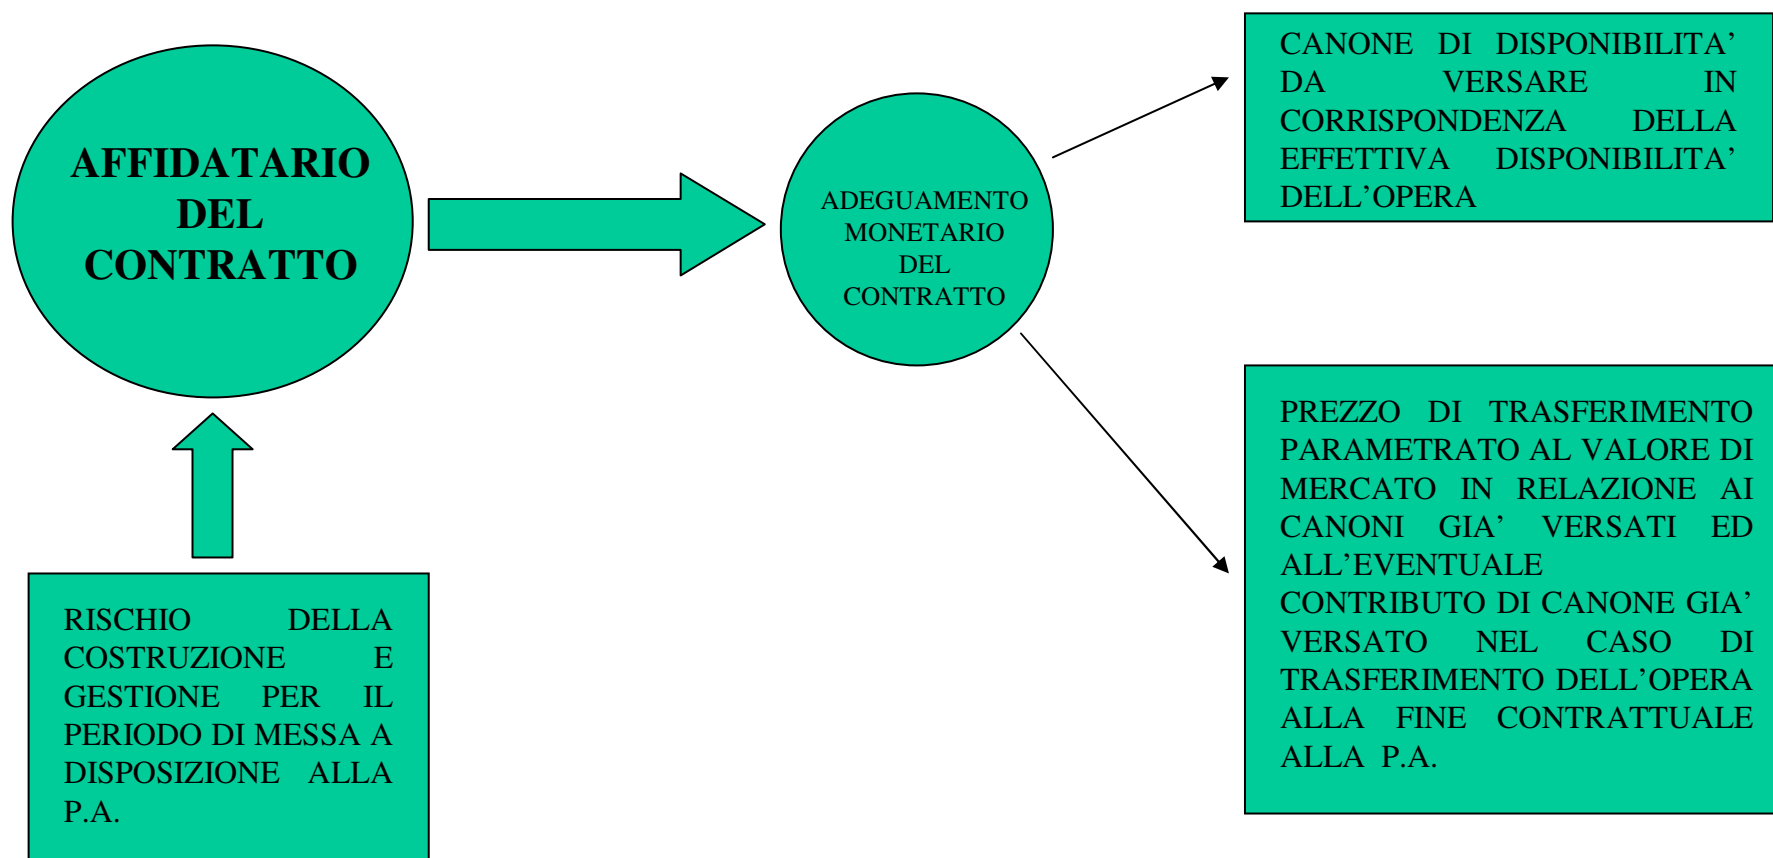 AFFIDATARIO
DEL
CONTRATTO
ADEGUAMENTO
MONETARIO
DEL
CONTRATTO
CANONE DI DISPONIBILITA’
DA VERSARE IN
CORRISPONDENZA DELLA
EFFETTIVA DISPONIBILITA’
DELL’OPERA
RISCHIO DELLA
COSTRUZIONE E
GESTIONE PER IL
PERIODO DI MESSA A
DISPOSIZIONE ALLA
P.A.
PREZZO DI TRASFERIMENTO
PARAMETRATO AL VALORE DI
MERCATO IN RELAZIONE AI
CANONI GIA’ VERSATI ED
ALL’EVENTUALE
CONTRIBUTO DI CANONE GIA’
VERSATO NEL CASO DI
TRASFERIMENTO DELL’OPERA
ALLA FINE CONTRATTUALE
ALLA P.A.